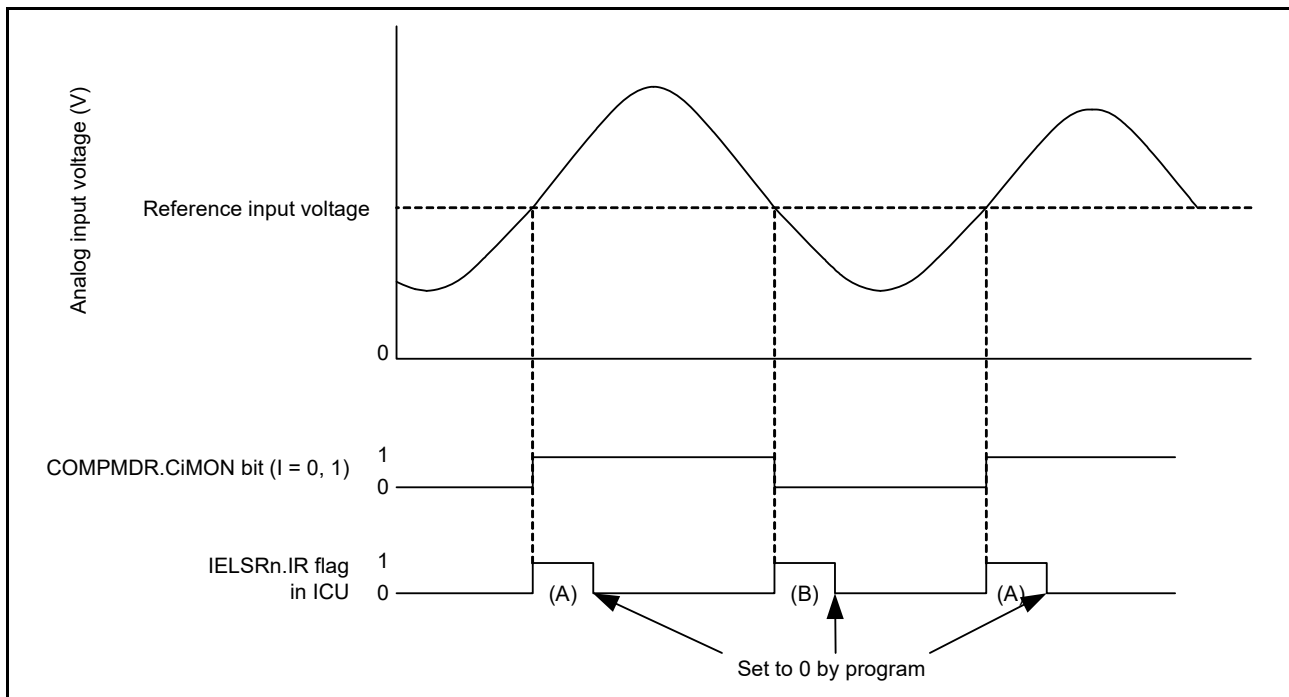 Analog input voltage (V)
Reference input voltage
0
COMPMDR.CiMON bit (I = 0, 1)
1
0
IELSRn.IR flag
in ICU
1
0
(A)
(B)
(A)
Set to 0 by program